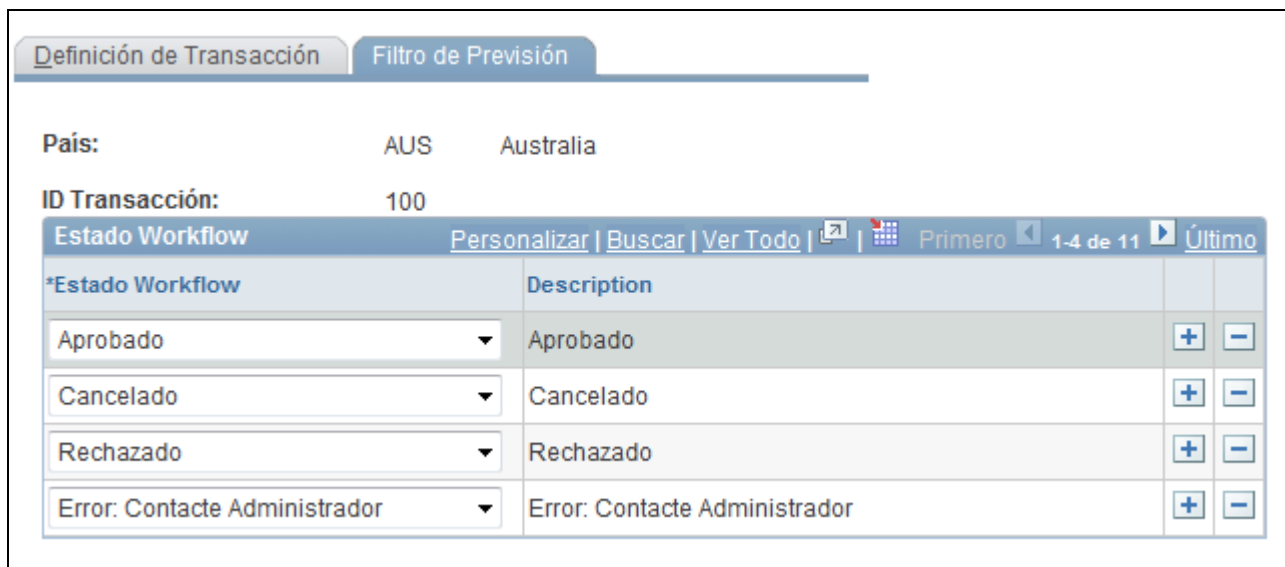 Definición de Transacción Filtro de Previsión
País: AUS Australia
ID Transacción: 100
Estado Workflow Personalizar | Buscar | Ver Todo | | Primero 1-4 de 11 Último
*Estado Workflow Description
Aprobado Aprobado
Cancelado Cancelado
Rechazado Rechazado
Error: Contacte Administrador Error: Contacte Administrador